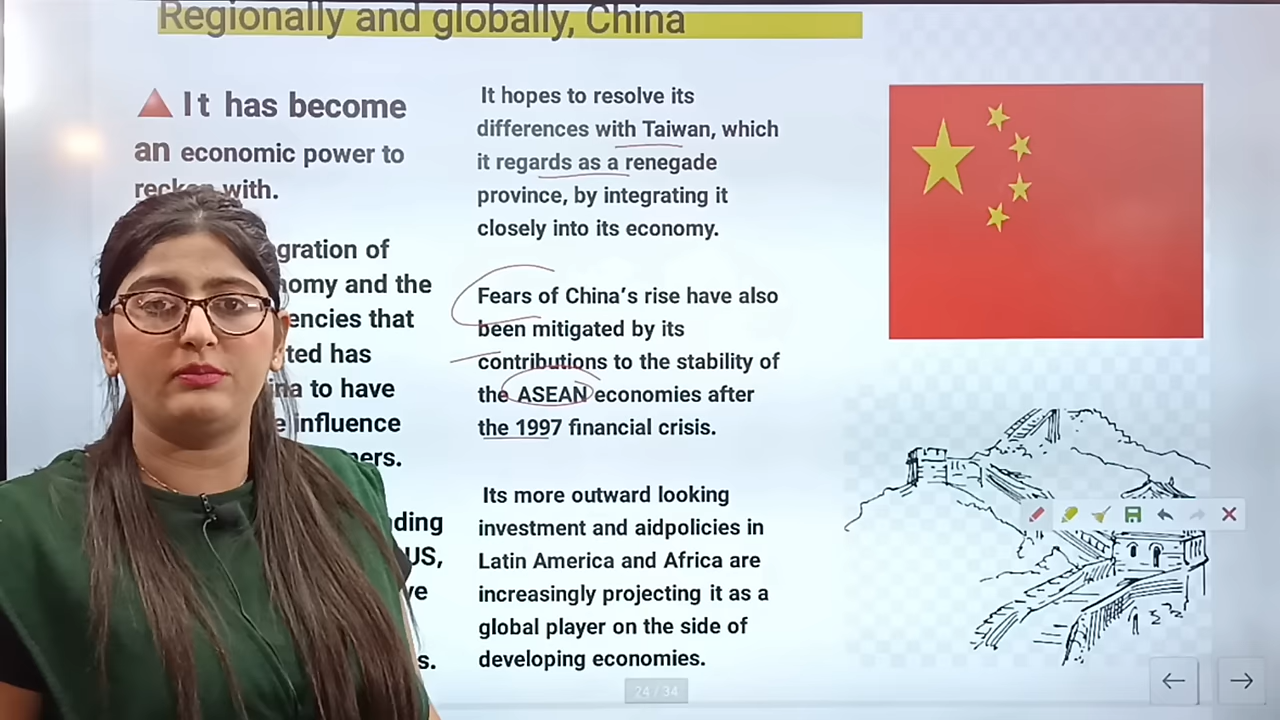 Regionally and globally, China
It has become
an economic power to
with.
gration of
omy and the
encies that
ted has
to have
influence
ers.
ding
US,
ve
s.
It hopes to resolve its
differences with Taiwan, which
it regards as a renegade
province, by integrating it
closely into its economy.
Fears of China's rise have also
been mitigated by its
contributions to the stability of
the ASEAN economies after
the 1997 financial crisis.
Its more outward looking
investment and aidpolicies in
Latin America and Africa are
increasingly projecting it as a
global player on the side of
developing economies.
24 / 34